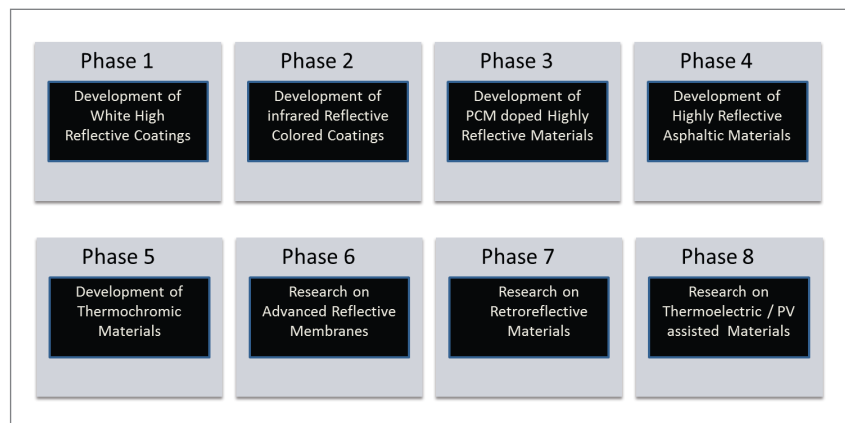 Phase 1
Development of
White High
Reflective Coatings
Phase 2
Development of
infrared Reflective
Colored Coatings
Phase 3
Development of
PCM doped Highly
Reflective Materials
Phase 4
Development of
Highly Reflective
Asphaltic Materials
Phase 5
Development of
Thermochromic
Materials
Phase 6
Research on
Advanced Reflective
Membranes
Phase 7
Research on
Retroreflective
Materials
Phase 8
Research on
Thermoelectric / PV
assisted Materials